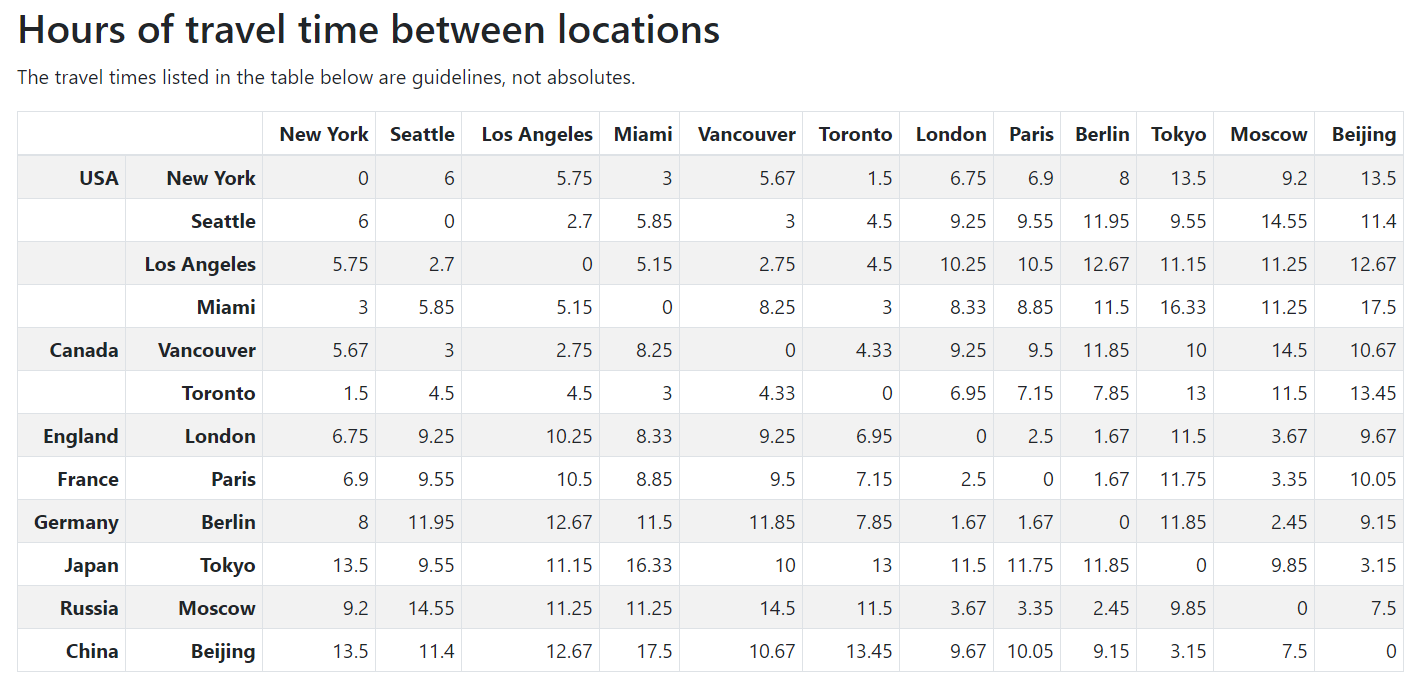 Hours of travel time between locations
The travel times listed in the table below are guidelines, not absolutes.
New York Seattle Los Angeles Miami Vancouver Toronto London Paris Berlin Tokyo Moscow Beijing
USA New York 0 6 5.75 3 5.67 1.5 6.75 6.9 8 13.5 9.2 13.5
Seattle 6 0 2.7 5.85 3 4.5 9.25 9.55 11.95 9.55 14.55 11.4
Los Angeles 5.75 2.7 0 5.15 2.75 4.5 10.25 10.5 12.67 11.15 11.25 12.67
Miami 3 5.85 5.15 0 8.25 3 8.33 8.85 11.5 16.33 11.25 17.5
Canada Vancouver 5.67 3 2.75 8.25 0 4.33 9.25 9.5 11.85 10 14.5 10.67
Toronto 1.5 4.5 4.5 3 4.33 0 6.95 7.15 7.85 13 11.5 13.45
England London 6.75 9.25 10.25 8.33 9.25 6.95 0 2.5 1.67 11.5 3.67 9.67
France Paris 6.9 9.55 10.5 8.85 9.5 7.15 2.5 0 1.67 11.75 3.35 10.05
Germany Berlin 8 11.95 12.67 11.5 11.85 7.85 1.67 1.67 0 11.85 2.45 9.15
Japan Tokyo 13.5 9.55 11.15 16.33 10 13 11.5 11.75 11.85 0 9.85 3.15
Russia Moscow 9.2 14.55 11.25 11.25 14.5 11.5 3.67 3.35 2.45 9.85 0 7.5
China Beijing 13.5 11.4 12.67 17.5 10.67 13.45 9.67 10.05 9.15 3.15 7.5 0